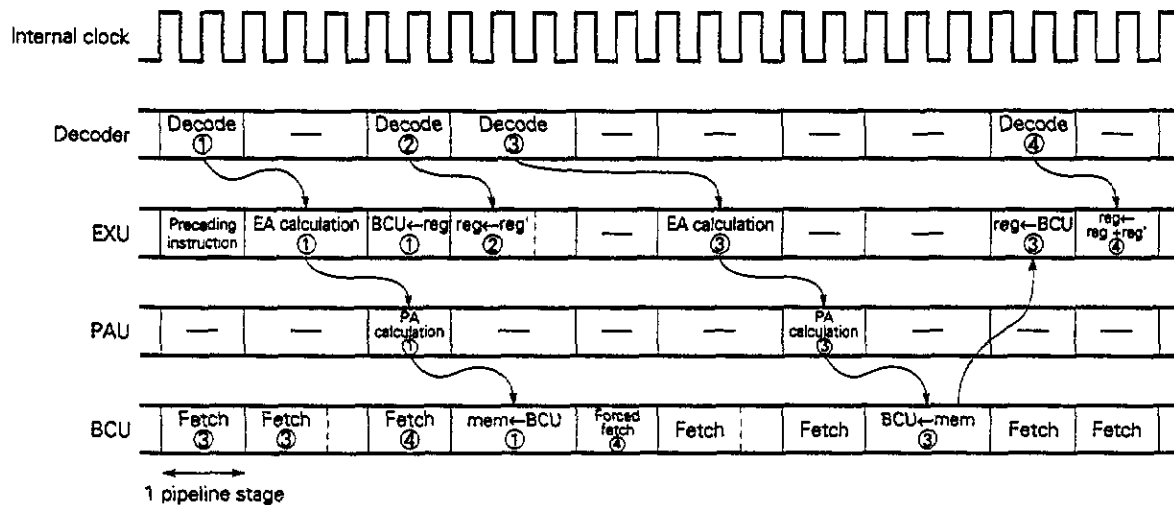 Internal clock
Decoder
Decode — Decode Decode — — — — Decode —
① ② ③ ④
EXU
Preceding EA calculation BCU←reg reg←reg' — EA calculation — — reg←BCU reg←
instruction ① ① ② ③ ③ reg+reg'
④
PAU
— — PA — — — PA — — —
calculation calculation
① ③
BCU
Fetch Fetch Fetch mem←BCU Forced Fetch Fetch BCU←mem Fetch Fetch
③ ③ ④ ① fetch ③
④
1 pipeline stage